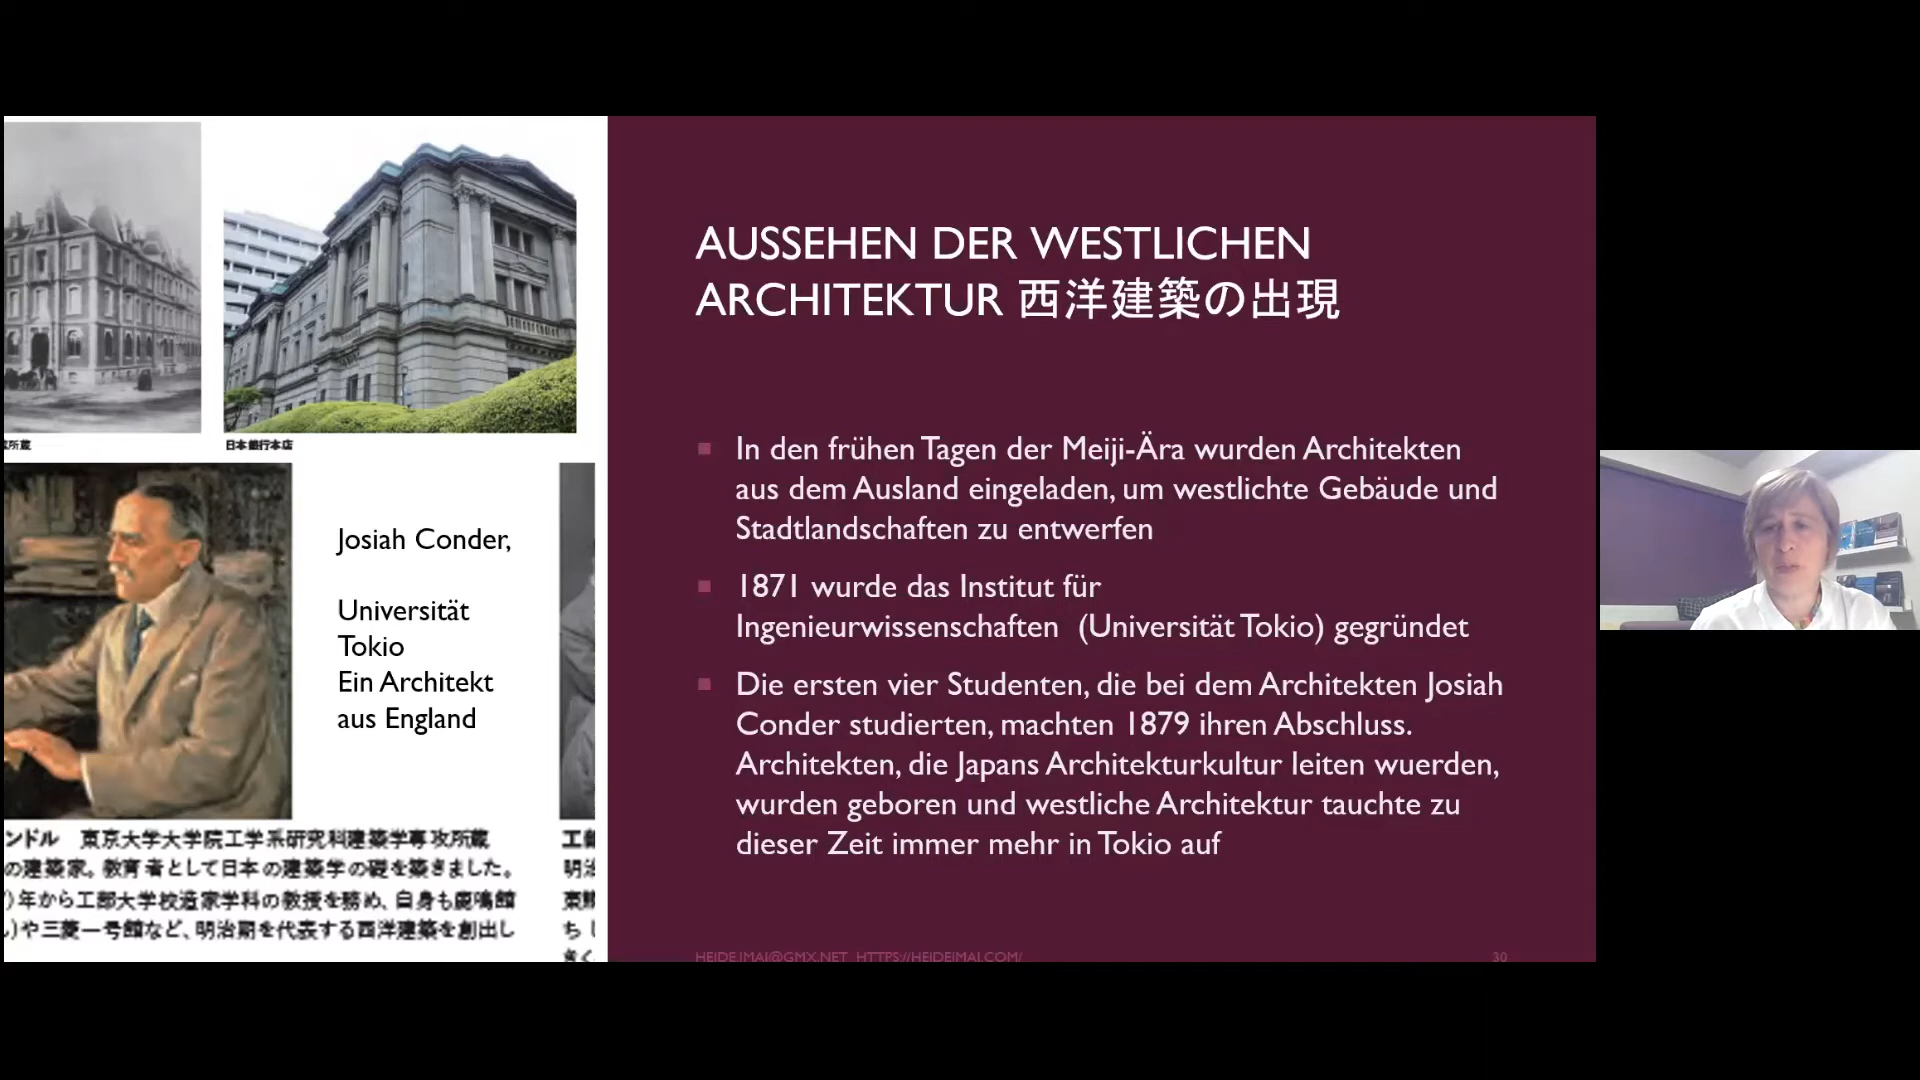 AUSSEHEN DER WESTLICHEN
ARCHITEKTUR 西洋建築の出現
In den frühen Tagen der Meiji-Ära wurden Architekten
aus dem Ausland eingeladen, um westlichte Gebäude und
Stadtlandschaften zu entwerfen
1871 wurde das Institut für
Ingenieurwissenschaften (Universität Tokio) gegründet
Die ersten vier Studenten, die bei dem Architekten Josiah
Conder studierten, machten 1879 ihren Abschluss.
Architekten, die Japans Architekturkultur leiten wuerden,
wurden geboren und westliche Architektur tauchte zu
dieser Zeit immer mehr in Tokio auf
所蔵
日本銀行本店
Josiah Conder,
Universität
Tokio
Ein Architekt
aus England
ンドル 東京大学大学院工学系研究科建築学専攻所蔵
の建築家。教育者として日本の建築学の礎を築きました。
)年から工部大学校造家学科の教授を務め、自身も鹿鳴館
)や三菱一号館など、明治期を代表する西洋建築を創出し
明治
HEIDE.IMAI@GMX.NET HTTPS://HEIDEIMAI.COM/
30